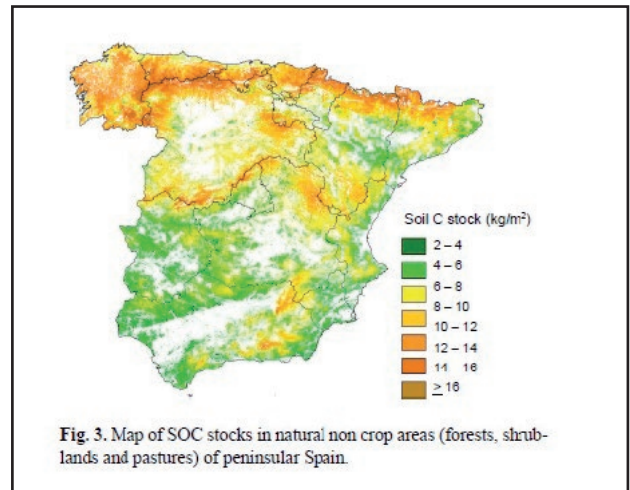 Soil C stock (kg/m²)
2 – 4
4 – 6
6 – 8
8 – 10
10 – 12
12 – 14
11 16
≥ 16
Fig. 3. Map of SOC stocks in natural non crop areas (forests, shrub-
lands and pastures) of peninsular Spain.